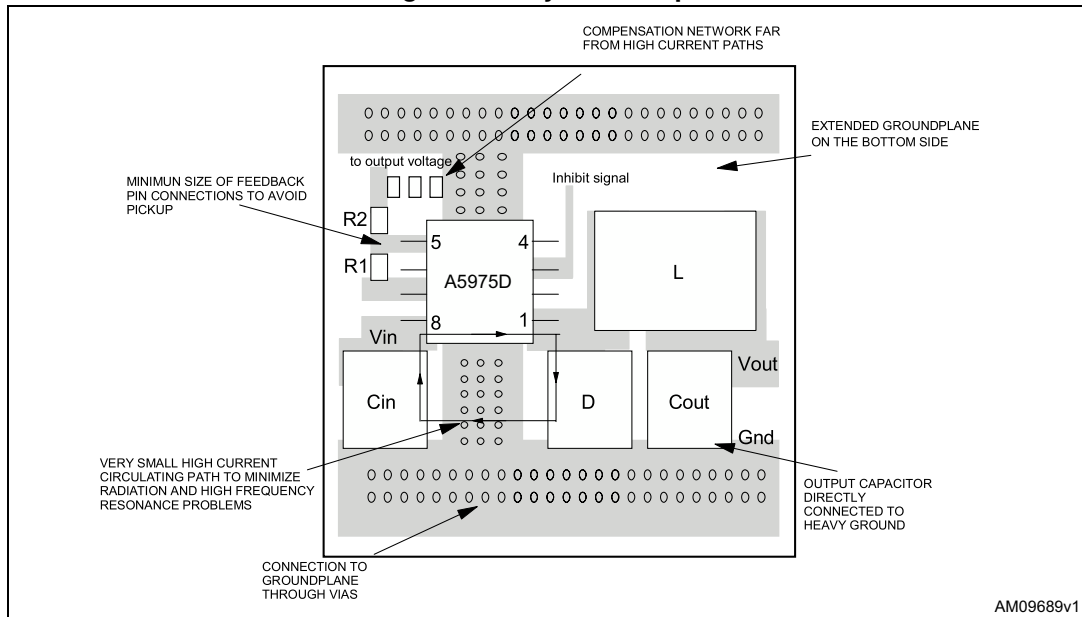 COMPENSATION NETWORK FAR
FROM HIGH CURRENT PATHS
EXTENDED GROUNDPLANE
ON THE BOTTOM SIDE
to output voltage
Inhibit signal
MINIMUN SIZE OF FEEDBACK
PIN CONNECTIONS TO AVOID
PICKUP
R2
5
4
R1
A5975D
L
8
1
Vin
Vout
Cin
D
Cout
Gnd
VERY SMALL HIGH CURRENT
CIRCULATING PATH TO MINIMIZE
RADIATION AND HIGH FREQUENCY
RESONANCE PROBLEMS
OUTPUT CAPACITOR
DIRECTLY
CONNECTED TO
HEAVY GROUND
CONNECTION TO
GROUNDPLANE
THROUGH VIAS
AM09689v1